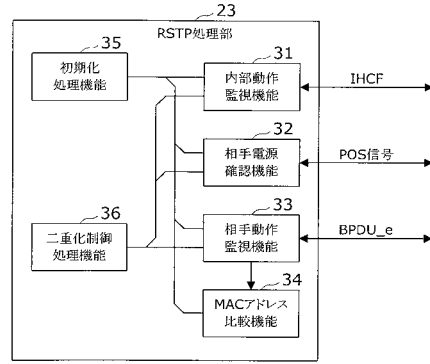 23
RSTP処理部
35
初期化
処理機能
31
内部動作
監視機能
IHCF
32
相手電源
確認機能
POS信号
36
二重化制御
処理機能
33
相手動作
監視機能
BPDU_e
34
MACアドレス
比較機能